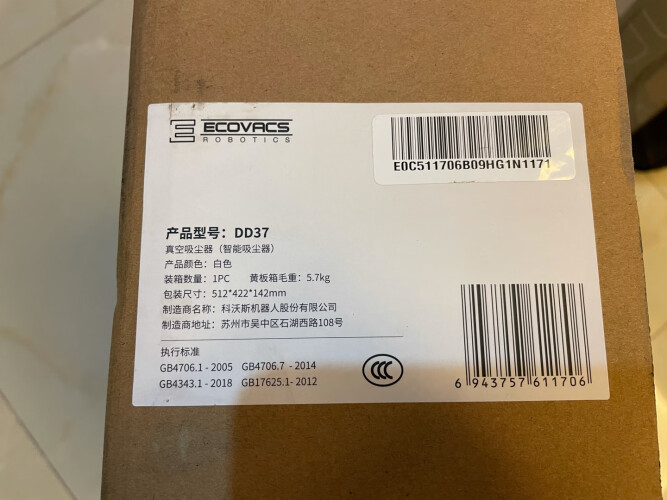 ECOVACS
ROBOTICS
E0C511706B09HG1N1171
产品型号：DD37
真空吸尘器（智能吸尘器）
产品颜色：白色
装箱数量：1PC 黄板箱毛重：5.7kg
包装尺寸：512*422*142mm
制造商名称：科沃斯机器人股份有限公司
制造商地址：苏州市吴中区石湖西路108号
执行标准
GB4706.1 - 2005 GB4706.7 - 2014
GB4343.1 - 2018 GB17625.1- 2012
CCC
6 943757 611706